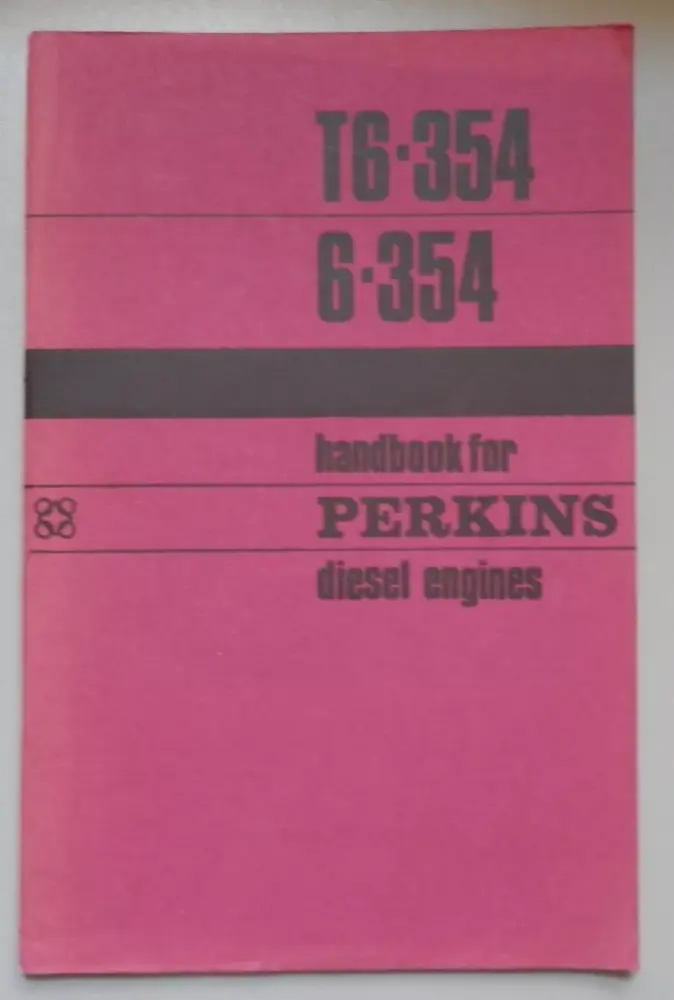 T6·354
6·354
handbook for
PERKINS
diesel engines